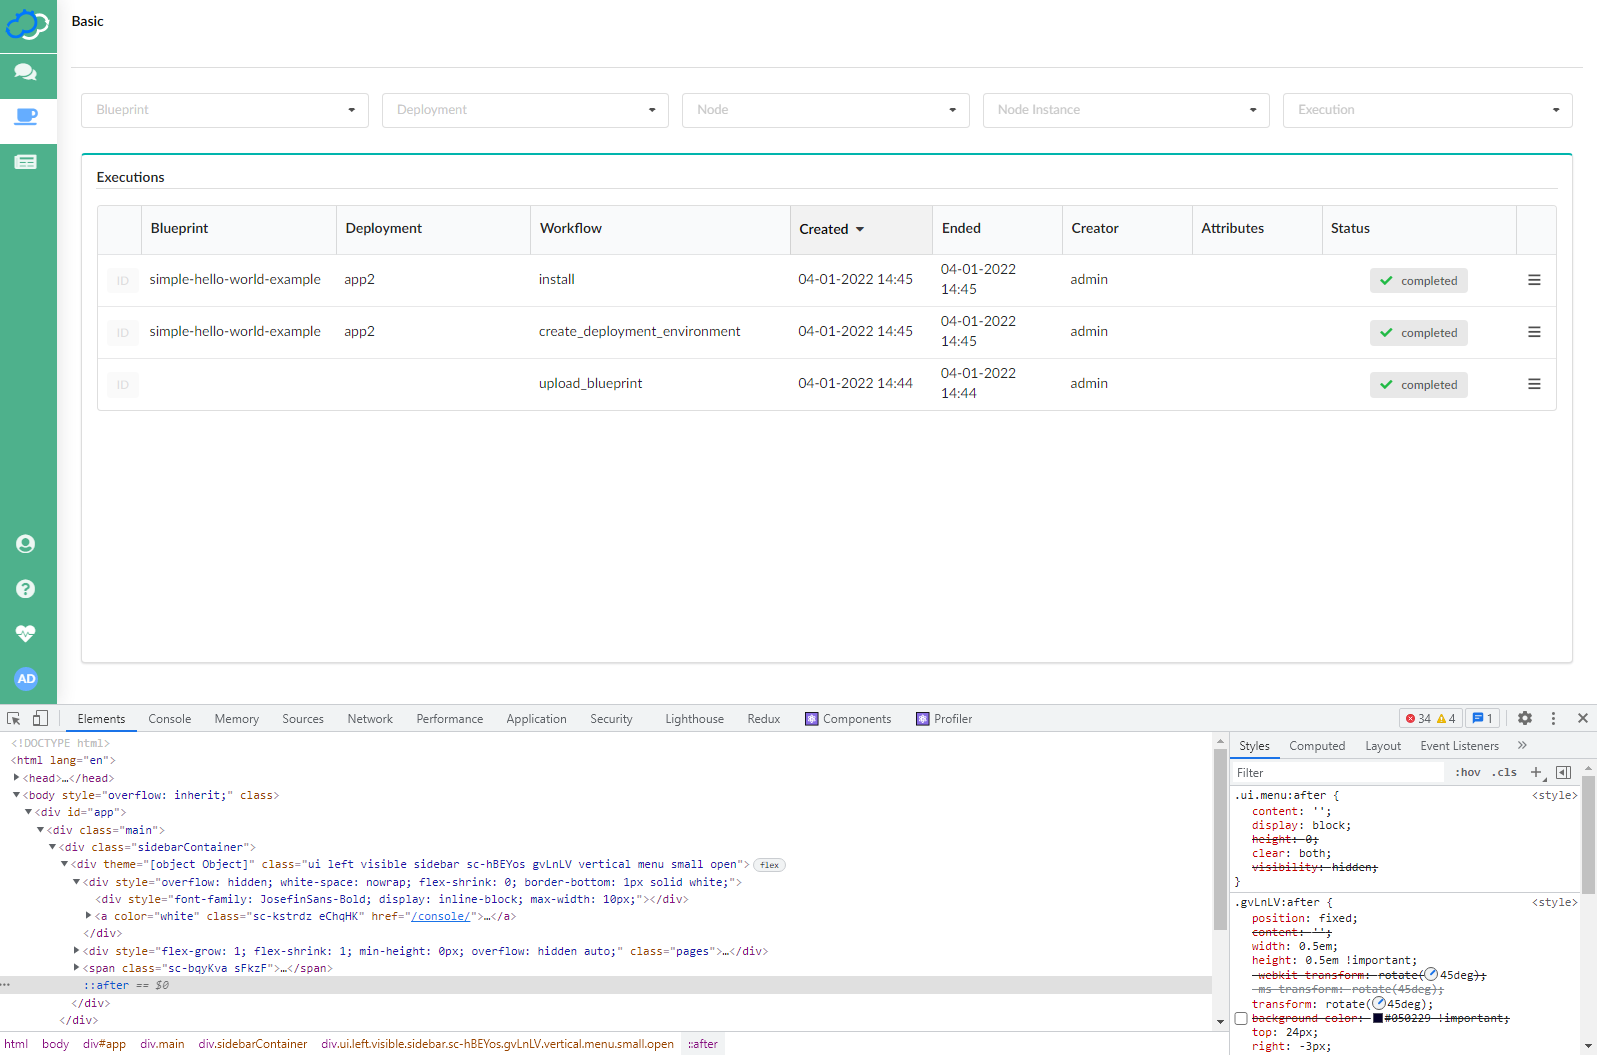 Basic
Blueprint
Deployment
Node
Node Instance
Execution
Executions
Blueprint Deployment Workflow Created Ended Creator Attributes Status
ID simple-hello-world-example app2 install 04-01-2022 14:45 04-01-2022 14:45 admin completed
ID simple-hello-world-example app2 create_deployment_environment 04-01-2022 14:45 04-01-2022 14:45 admin completed
ID upload_blueprint 04-01-2022 14:44 04-01-2022 14:44 admin completed
AD
Elements Console Memory Sources Network Performance Application Security Lighthouse Redux Components Profiler 34 4 1
<!DOCTYPE html>
<html lang="en">
<head>…</head>
<body style="overflow: inherit;" class>
<div id="app">
<div class="main">
<div class="sidebarContainer">
<div theme="[object Object]" class="ui left visible sidebar sc-hBEYos gvLnLV vertical menu small open"> flex
<div style="overflow: hidden; white-space: nowrap; flex-shrink: 0; border-bottom: 1px solid white;">
<div style="font-family: JosefinSans-Bold; display: inline-block; max-width: 10px;"></div>
<a color="white" class="sc-kstrdz eChqHK" href="/console/">…</a>
</div>
<div style="flex-grow: 1; flex-shrink: 1; min-height: 0px; overflow: hidden auto;" class="pages">…</div>
<span class="sc-bqyKva sFkzF">…</span>
… ::after == $0
</div>
</div>
html body div#app div.main div.sidebarContainer div.ui.left.visible.sidebar.sc-hBEYos.gvLnLV.vertical.menu.small.open ::after
Styles Computed Layout Event Listeners »
Filter :hov .cls +
.ui.menu:after { <style>
content: '';
display: block;
height: 0;
clear: both;
visibility: hidden;
}
.gvLnLV:after { <style>
position: fixed;
content: '';
width: 0.5em;
height: 0.5em !important;
-webkit-transform: rotate(45deg);
-ms-transform: rotate(45deg);
transform: rotate(45deg);
background-color: #050229 !important;
top: 24px;
right: -3px;